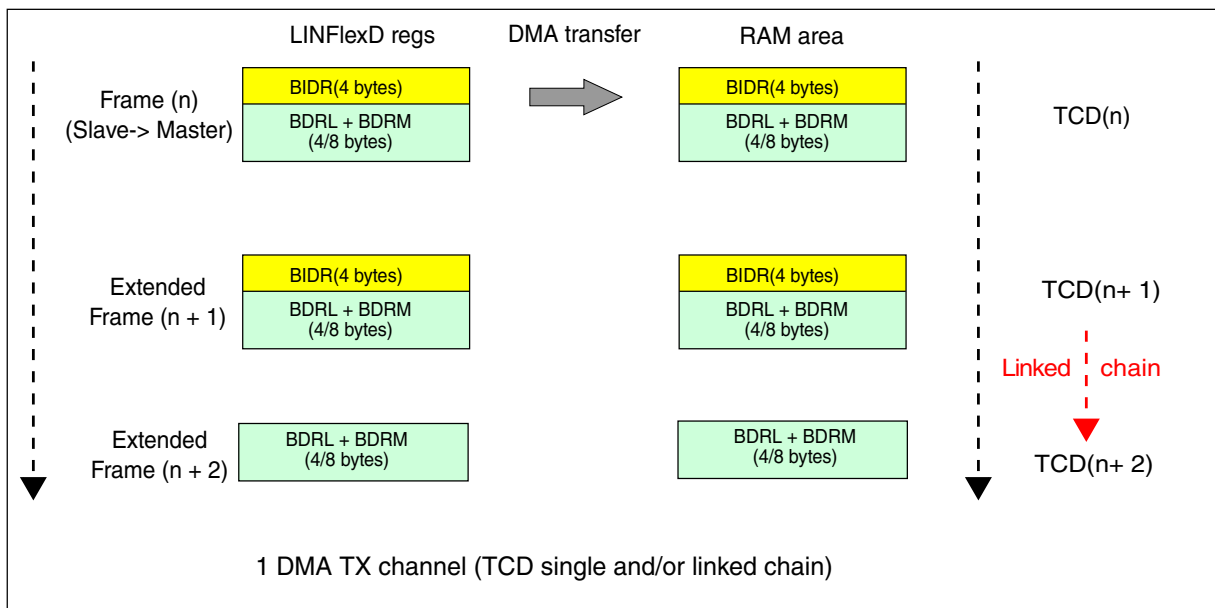 LINFlexD regs
DMA transfer
RAM area
Frame (n)
(Slave-> Master)
BIDR(4 bytes)
BDRL + BDRM
(4/8 bytes)
BIDR(4 bytes)
BDRL + BDRM
(4/8 bytes)
TCD(n)
Extended
Frame (n + 1)
BIDR(4 bytes)
BDRL + BDRM
(4/8 bytes)
BIDR(4 bytes)
BDRL + BDRM
(4/8 bytes)
TCD(n+ 1)
Linked chain
Extended
Frame (n + 2)
BDRL + BDRM
(4/8 bytes)
BDRL + BDRM
(4/8 bytes)
TCD(n+ 2)
1 DMA TX channel (TCD single and/or linked chain)